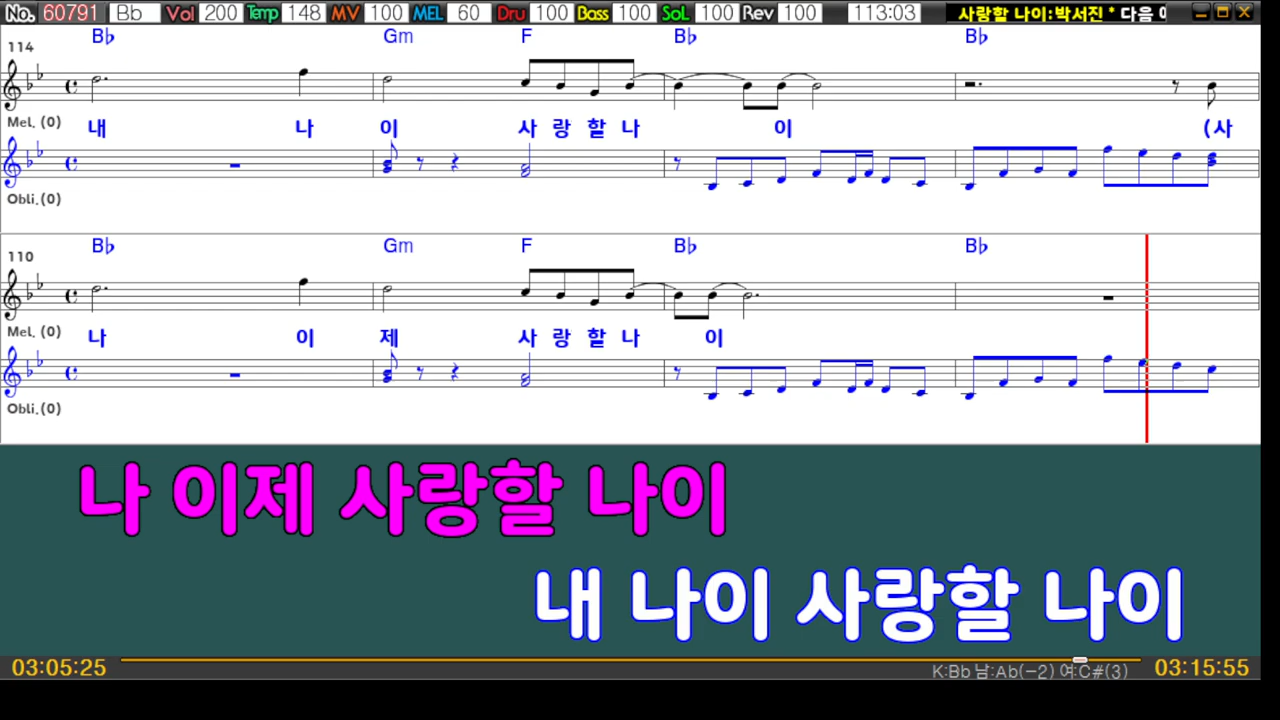 No. 60791 Bb Vol 200 Temp 148 MV 100 MEL 60 Dru 100 Bass 100 SoL 100 Rev 100 113:03 사랑할 나이:박서진 * 다음
B♭ Gm F B♭ B♭
114
Mel. (0) 내 나 이 사 랑 할 나 이 (사
Obli.(0)
B♭ Gm F B♭ B♭
110
Mel. (0) 나 이 제 사 랑 할 나 이
Obli.(0)
나 이제 사랑할 나이
내 나이 사랑할 나이
03:05:25 K:Bb 남:Ab(-2) 여:C#(3) 03:15:55